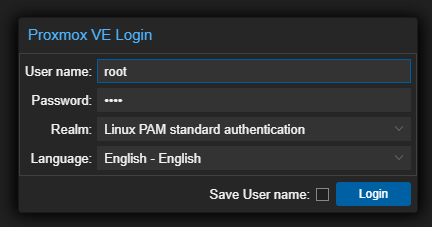 Proxmox VE Login
User name: root
Password: ••••
Realm: Linux PAM standard authentication
Language: English - English
Save User name: Login